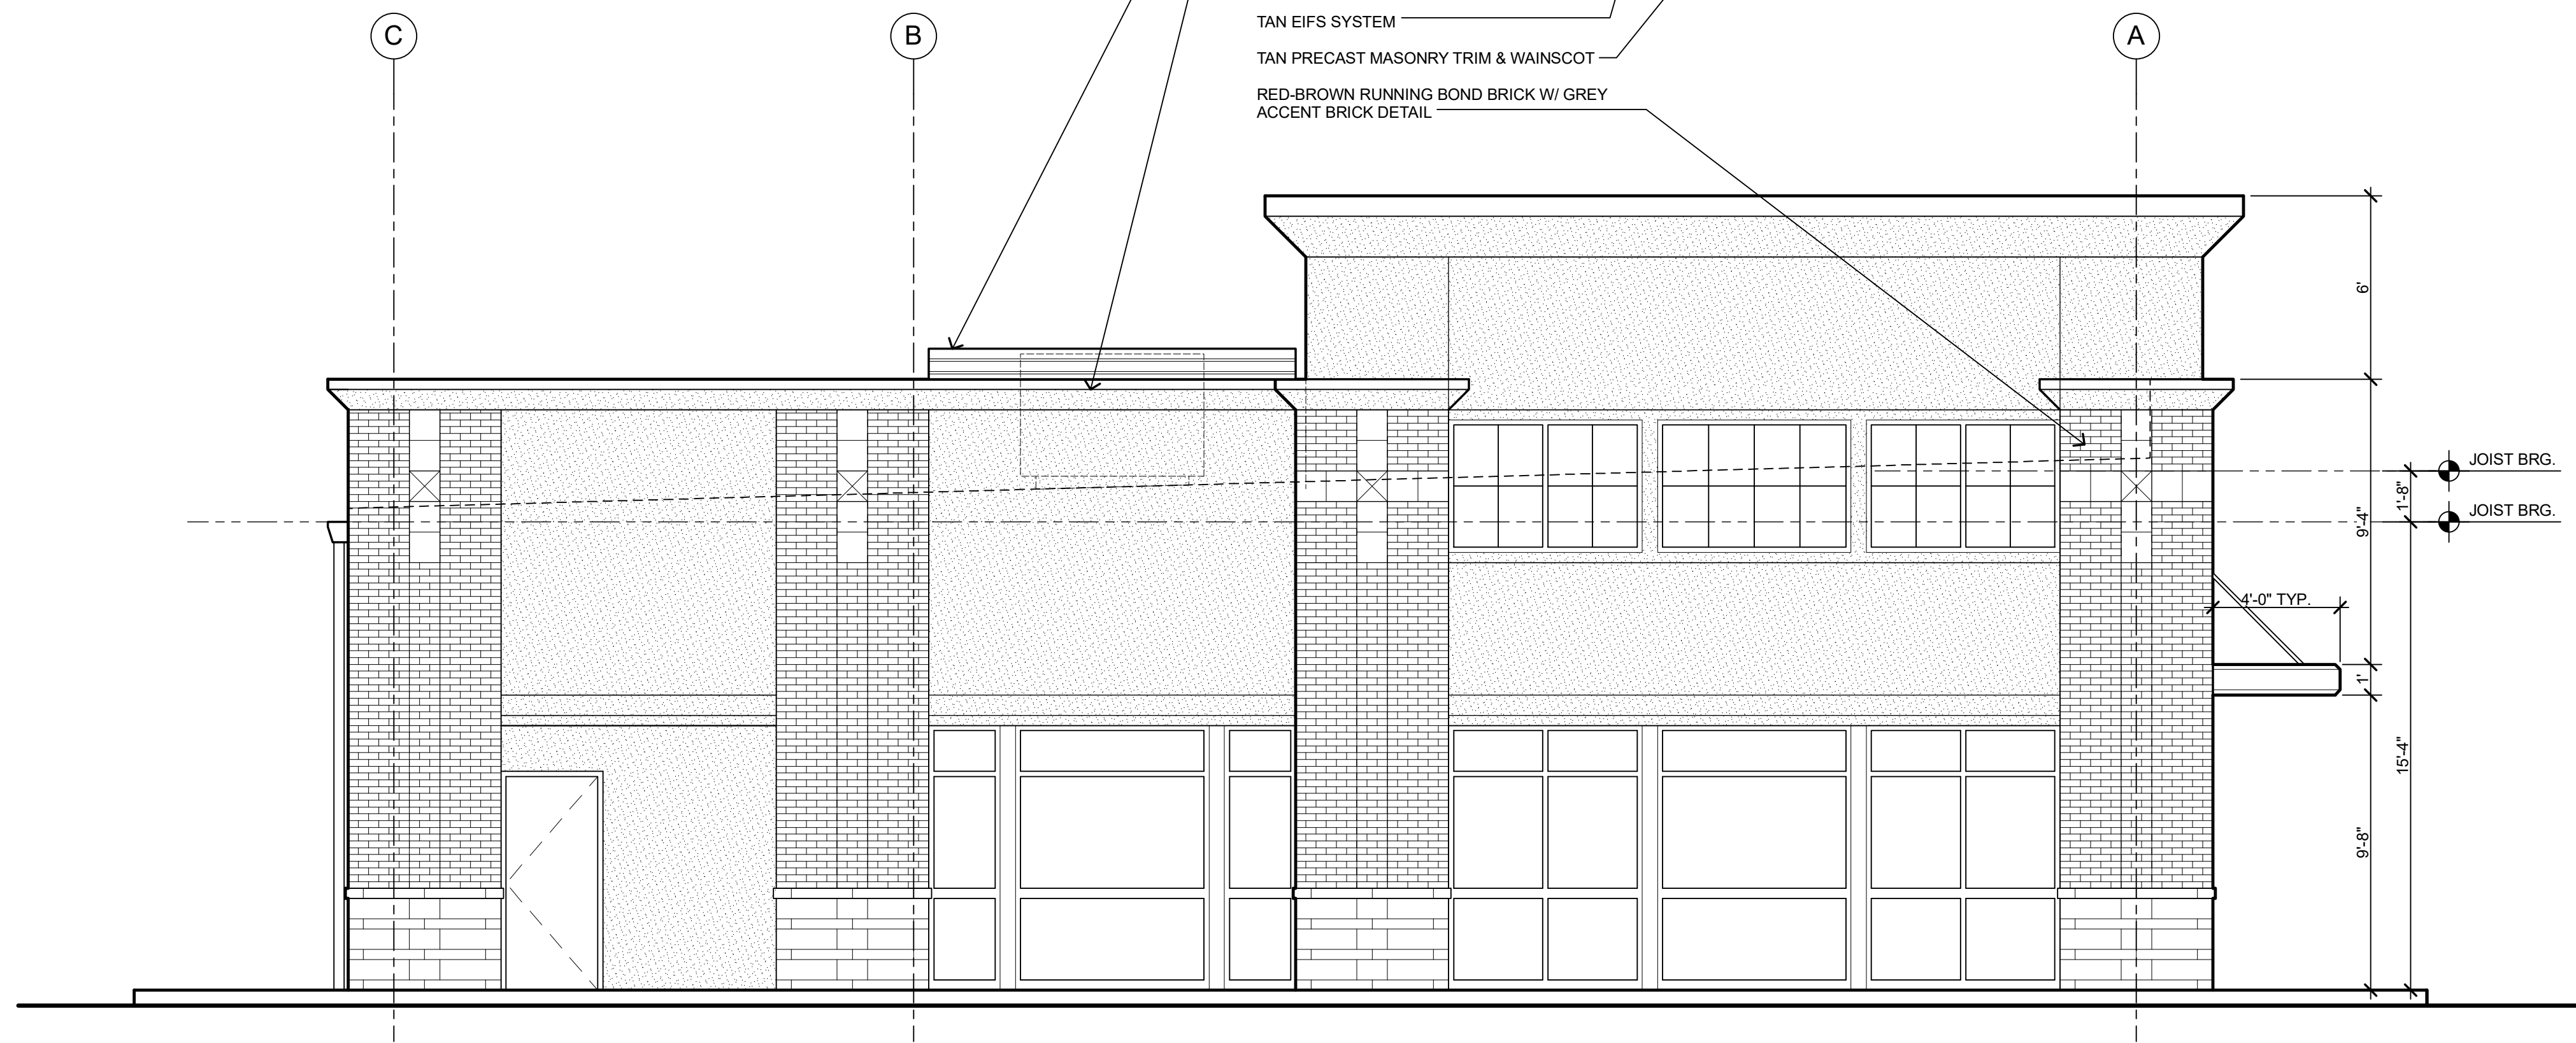 C
B
A
TAN EIFS SYSTEM
TAN PRECAST MASONRY TRIM & WAINSCOT
RED-BROWN RUNNING BOND BRICK W/ GREY
ACCENT BRICK DETAIL
6'
JOIST BRG.
1'-8"
JOIST BRG.
9'-4"
4'-0" TYP.
1'
15'-4"
9'-8"